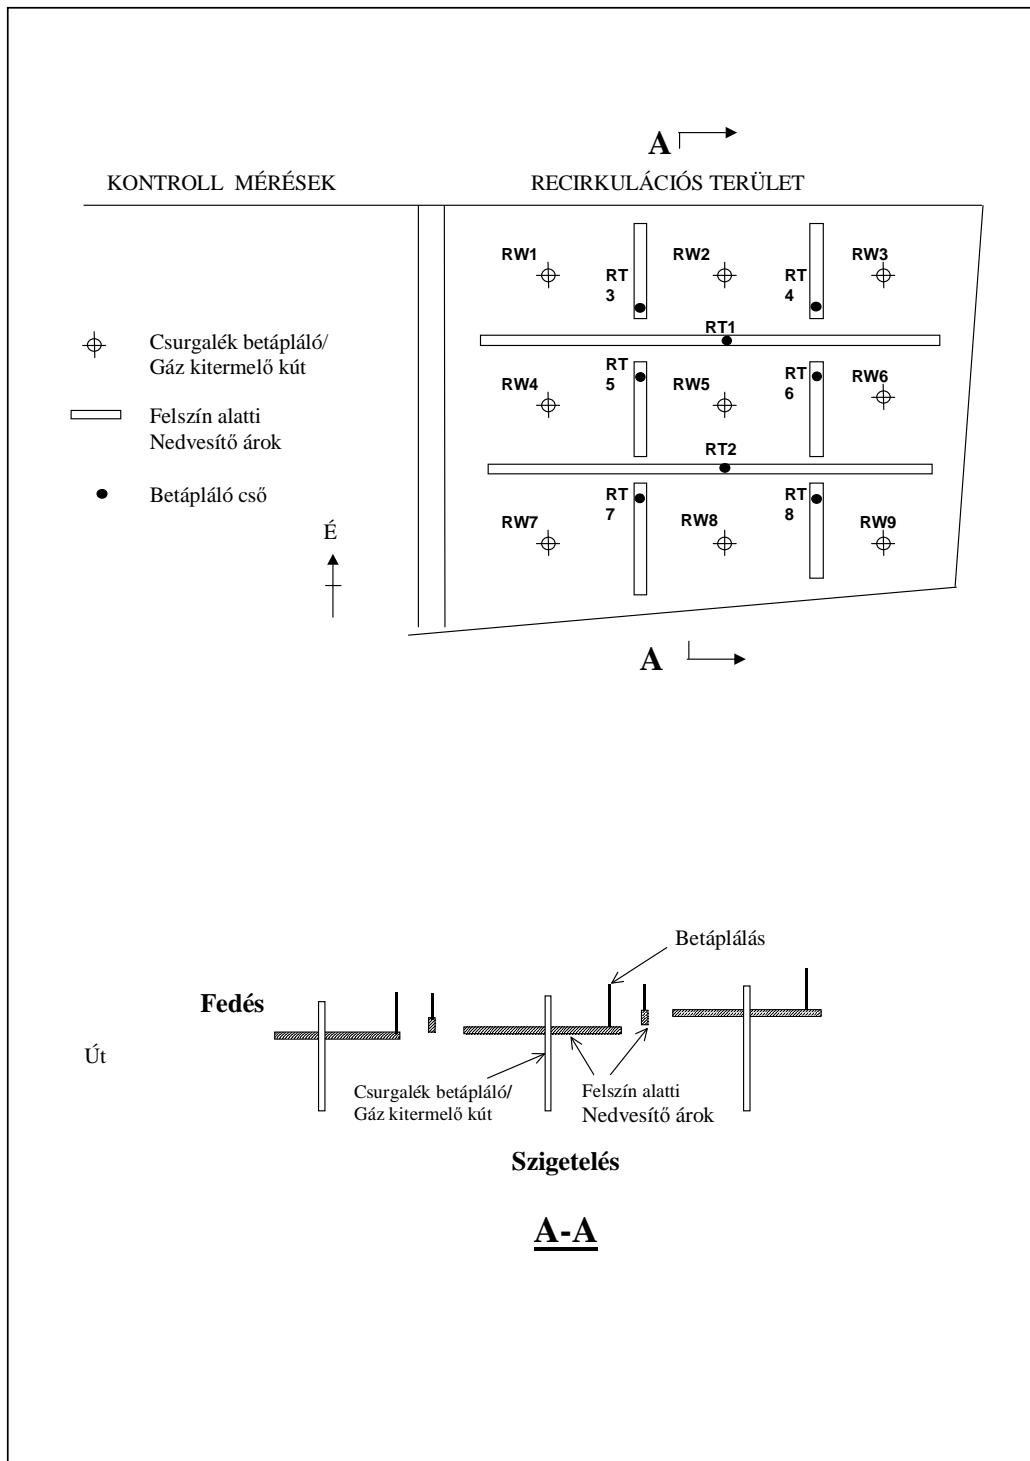 A
KONTROLL MÉRÉSEK
RECIRKULÁCIÓS TERÜLET
RW1
RT
3
RW2
RT
4
RW3
RT1
Csurgalék betápláló/
Gáz kitermelő kút
RW4
RT
5
RW5
RT
6
RW6
Felszín alatti
Nedvesítő árok
RT2
Betápláló cső
RW7
RT
7
RW8
RT
8
RW9
É
A
Betáplálás
Fedés
Út
Csurgalék betápláló/
Gáz kitermelő kút
Felszín alatti
Nedvesítő árok
Szigetelés
A-A